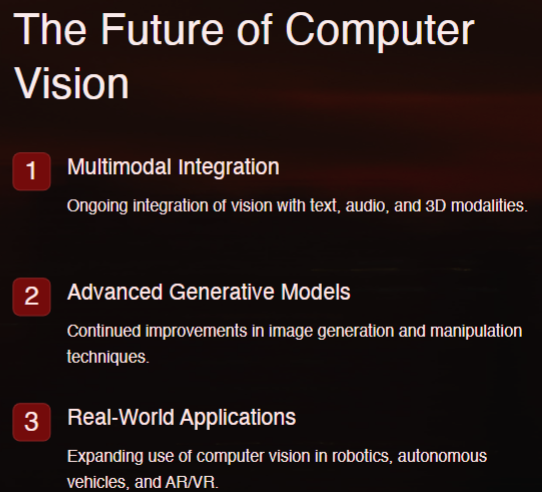 The Future of Computer
Vision
1
Multimodal Integration
Ongoing integration of vision with text, audio, and 3D modalities.
2
Advanced Generative Models
Continued improvements in image generation and manipulation
techniques.
3
Real-World Applications
Expanding use of computer vision in robotics, autonomous
vehicles, and AR/VR.